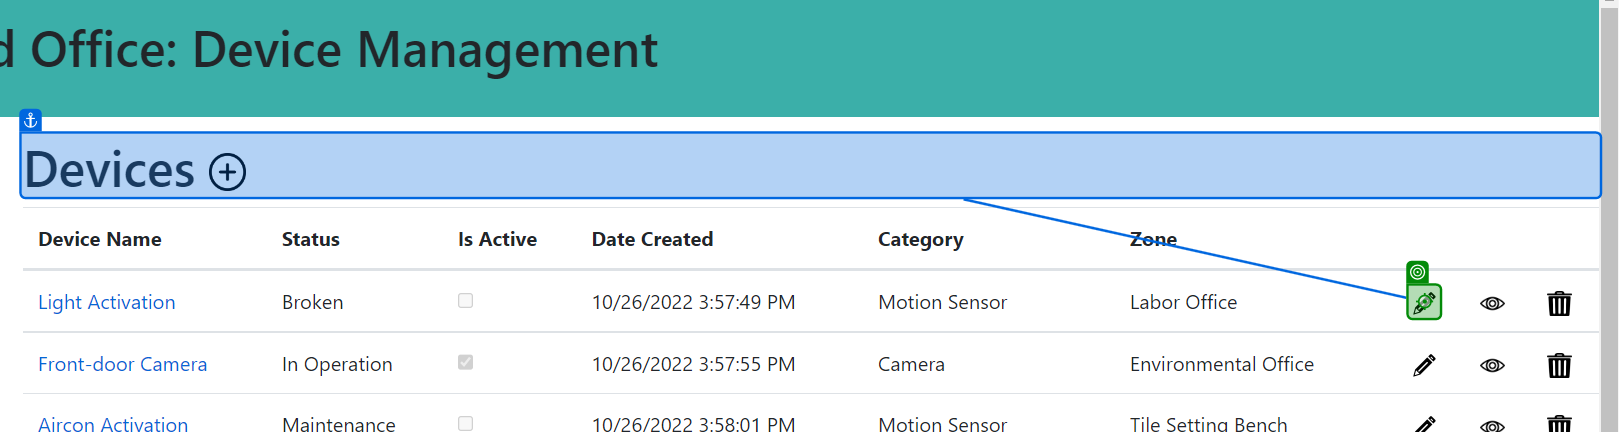 d Office: Device Management
Devices
Device Name Status Is Active Date Created Category Zone
Light Activation Broken 10/26/2022 3:57:49 PM Motion Sensor Labor Office
Front-door Camera In Operation 10/26/2022 3:57:55 PM Camera Environmental Office
Aircon Activation Maintenance 10/26/2022 3:58:01 PM Motion Sensor Tile Setting Bench